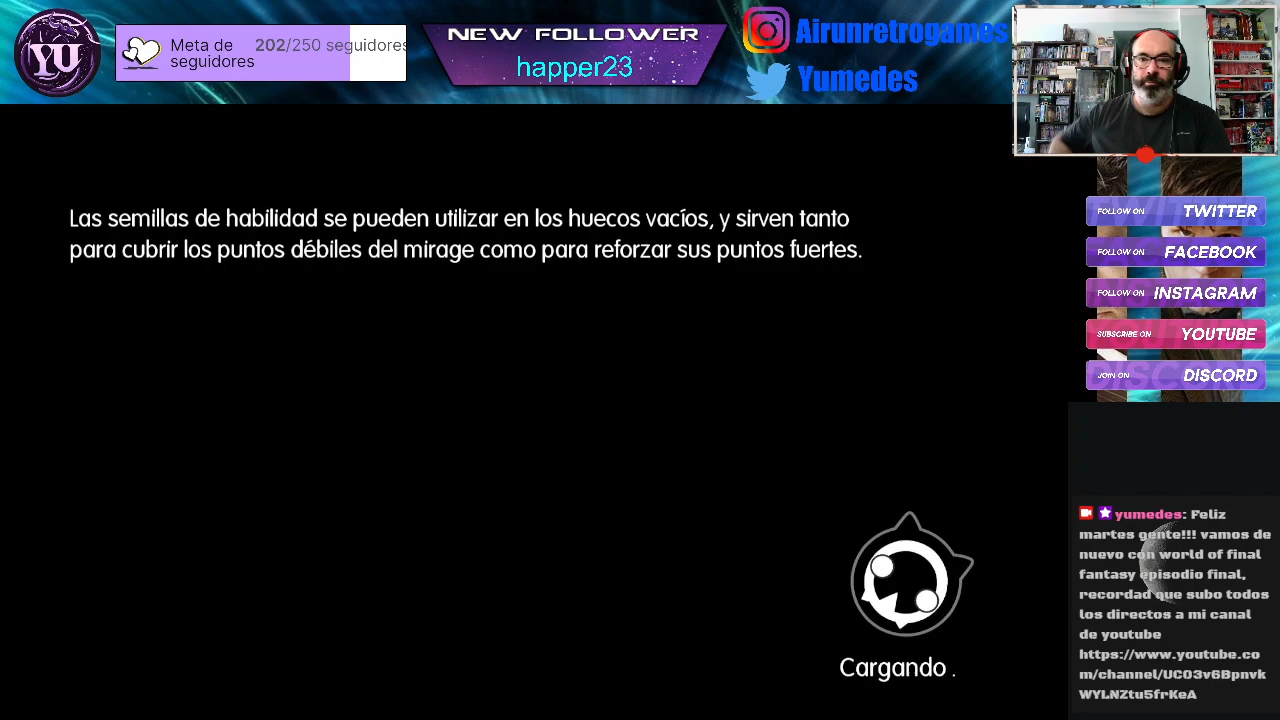 YU
Meta de seguidores
202/250 seguidores
NEW FOLLOWER
happer23
Airunretrogames
Yumedes
Las semillas de habilidad se pueden utilizar en los huecos vacíos, y sirven tanto
para cubrir los puntos débiles del mirage como para reforzar sus puntos fuertes.
FOLLOW ON TWITTER
FOLLOW ON FACEBOOK
FOLLOW ON INSTAGRAM
SUBSCRIBE ON YOUTUBE
JOIN ON DISCORD
yumedes: Feliz
martes gente!!! vamos de
nuevo con world of final
fantasy episodio final,
recordad que subo todos
los directos a mi canal
de youtube
https://www.youtube.co
m/channel/UC03v6Bpnvk
WYLNZtu5frKeA
Cargando .